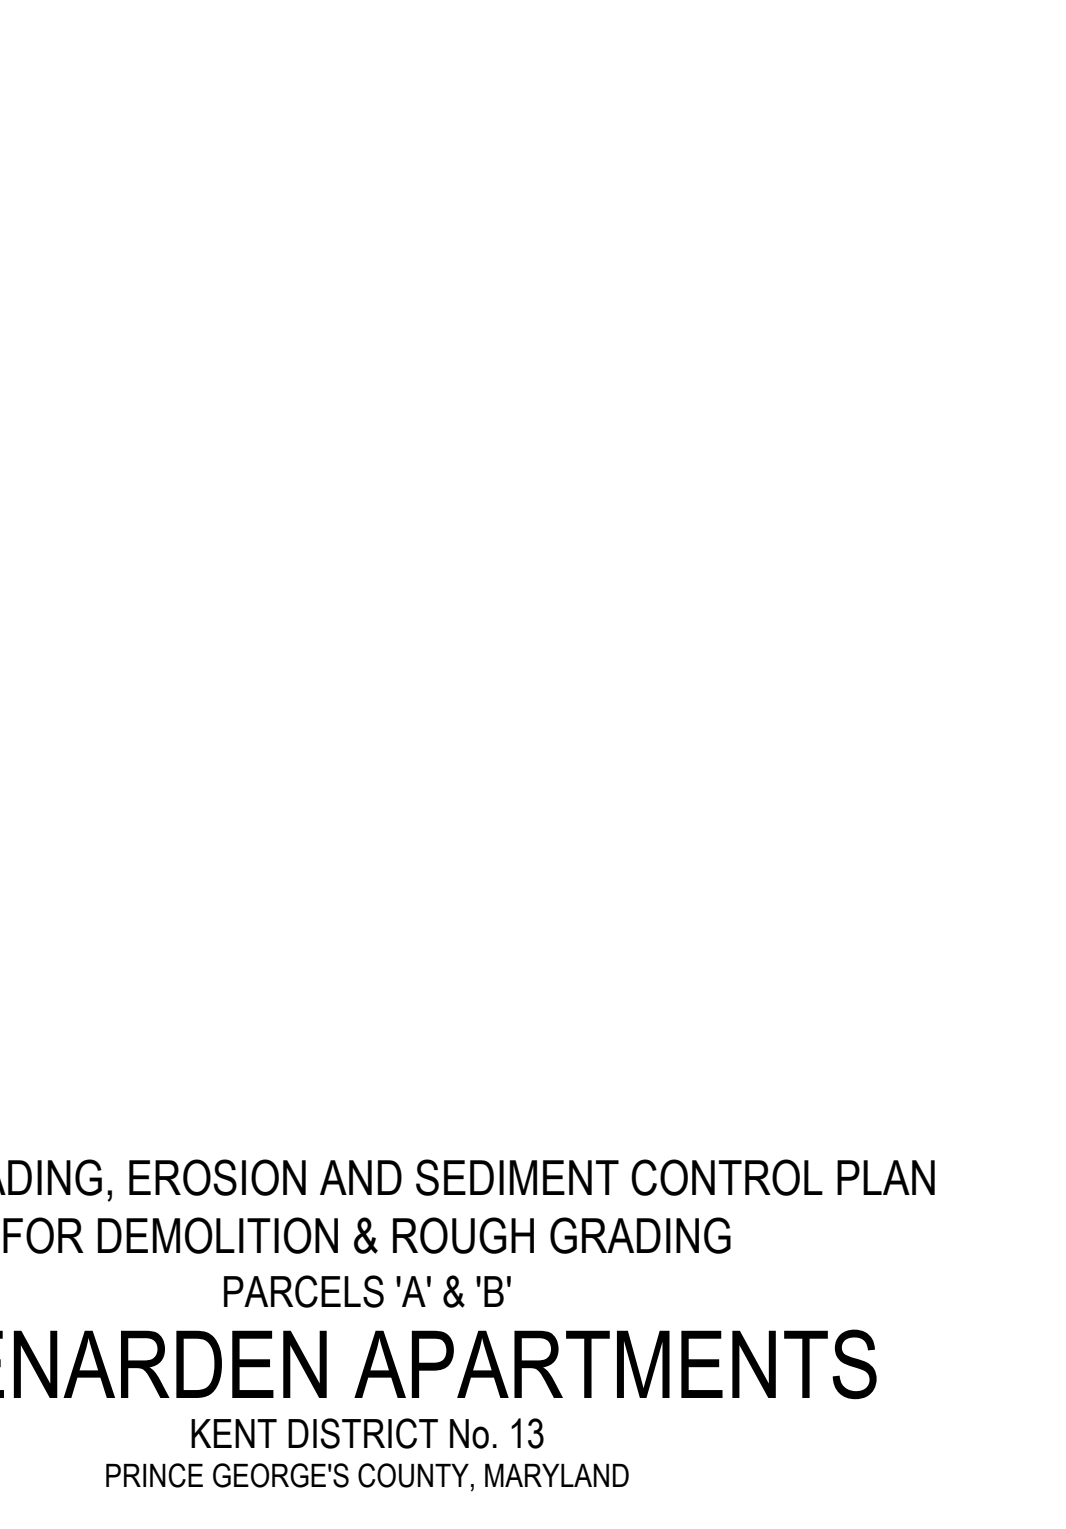 ADING, EROSION AND SEDIMENT CONTROL PLAN
FOR DEMOLITION & ROUGH GRADING
PARCELS 'A' & 'B'
ENARDEN APARTMENTS
KENT DISTRICT No. 13
PRINCE GEORGE'S COUNTY, MARYLAND